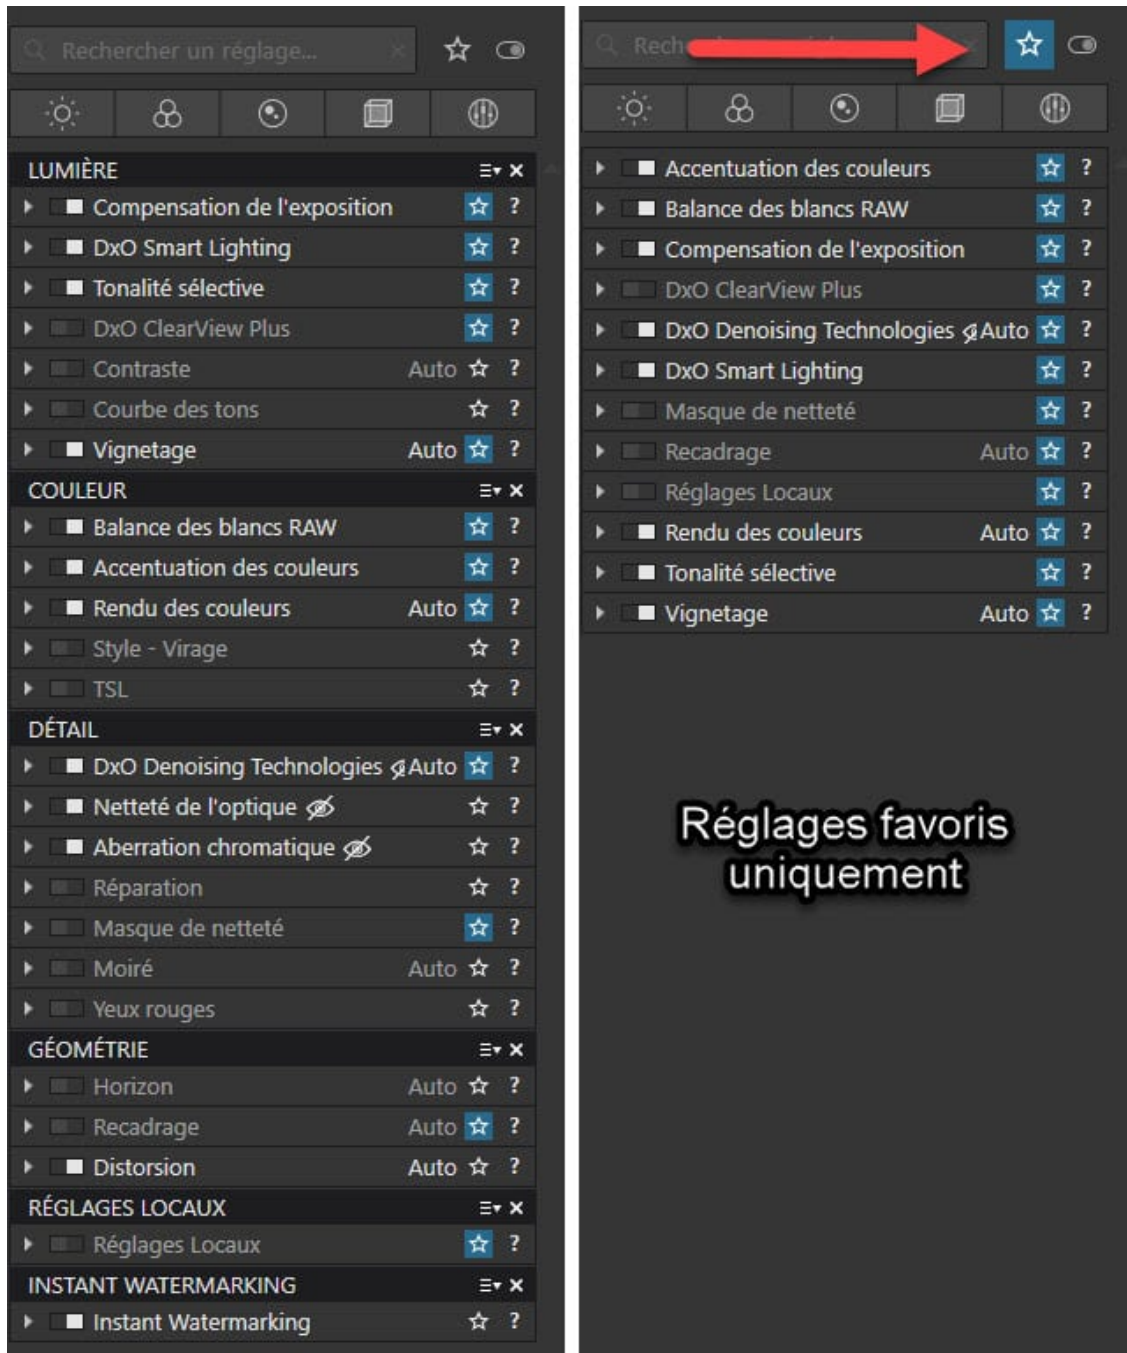 Rechercher un réglage...
LUMIÈRE
Compensation de l'exposition ?
DxO Smart Lighting ?
Tonalité sélective ?
DxO ClearView Plus ?
Contraste Auto ?
Courbe des tons ?
Vignetage Auto ?
COULEUR
Balance des blancs RAW ?
Accentuation des couleurs ?
Rendu des couleurs Auto ?
Style - Virage ?
TSL ?
DÉTAIL
DxO Denoising Technologies Auto ?
Netteté de l'optique ?
Aberration chromatique ?
Réparation ?
Masque de netteté ?
Moiré Auto ?
Yeux rouges ?
GÉOMÉTRIE
Horizon Auto ?
Recadrage Auto ?
Distorsion Auto ?
RÉGLAGES LOCAUX
Réglages Locaux ?
INSTANT WATERMARKING
Instant Watermarking ?
Accentuation des couleurs ?
Balance des blancs RAW ?
Compensation de l'exposition ?
DxO ClearView Plus ?
DxO Denoising Technologies Auto ?
DxO Smart Lighting ?
Masque de netteté ?
Recadrage Auto ?
Réglages Locaux ?
Rendu des couleurs Auto ?
Tonalité sélective ?
Vignetage Auto ?
Réglages favoris
uniquement